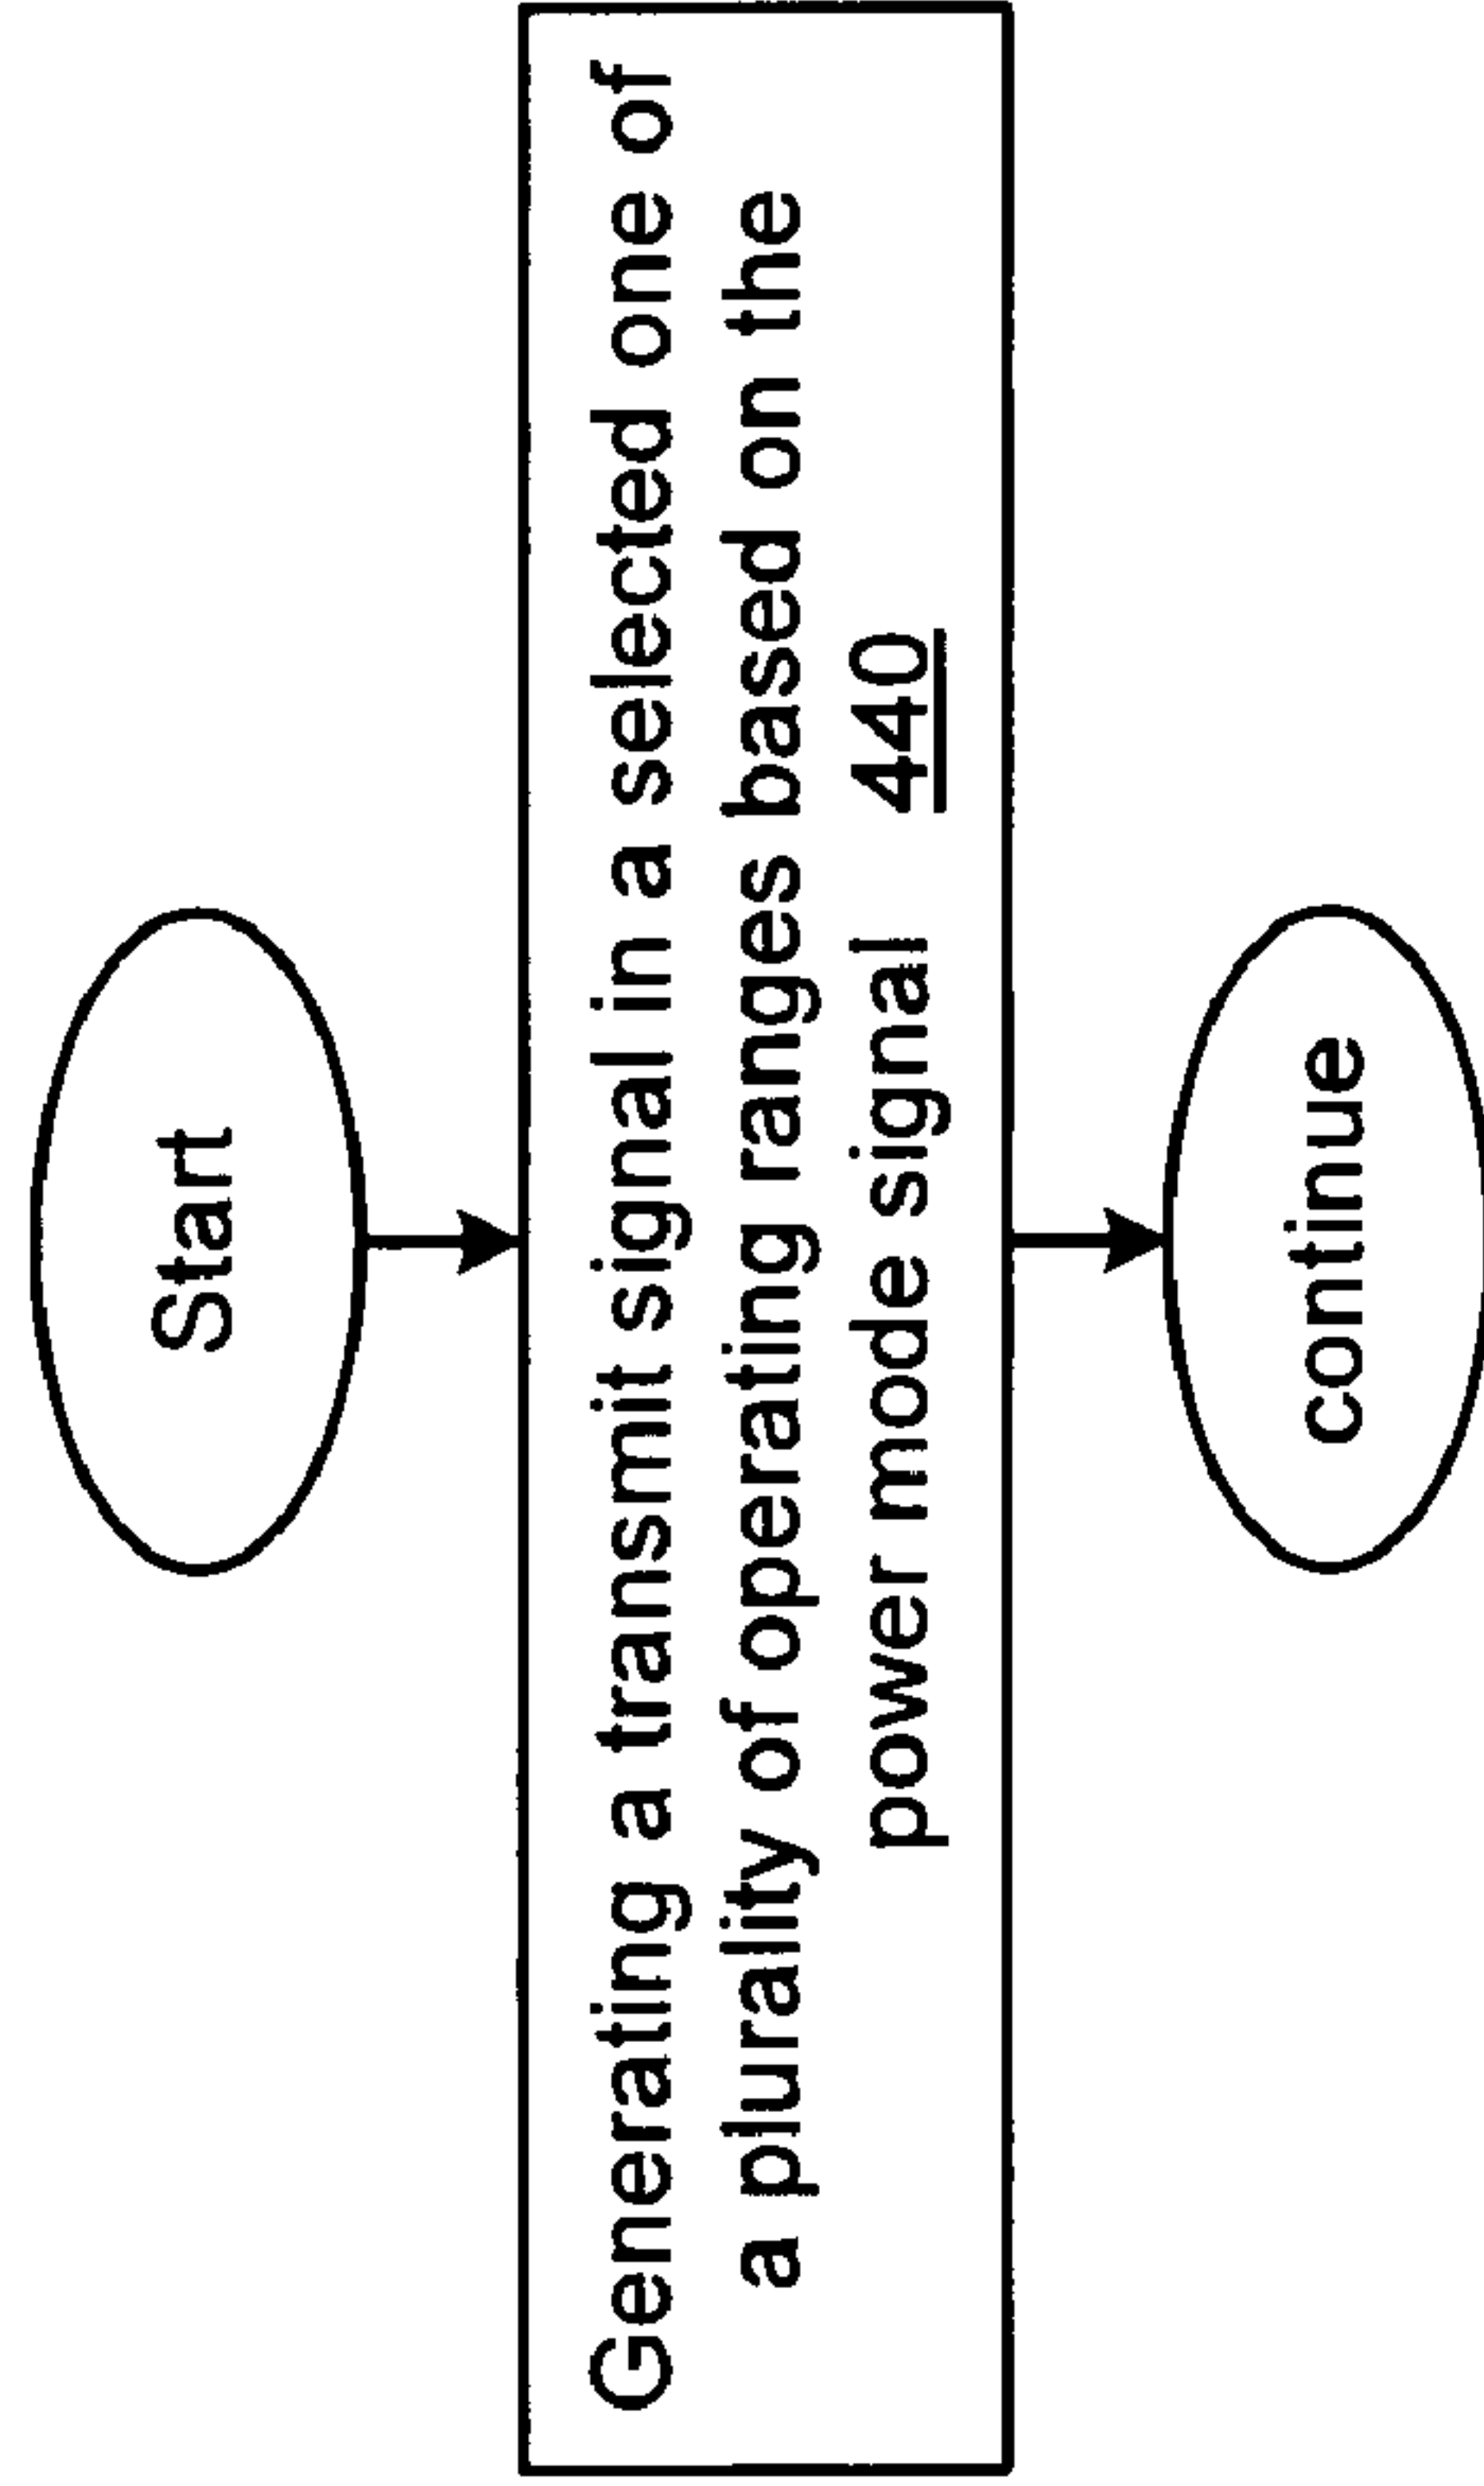 Start
Generating a transmit signal in a selected one of
a plurality of operating ranges based on the
power mode signal 440
continue